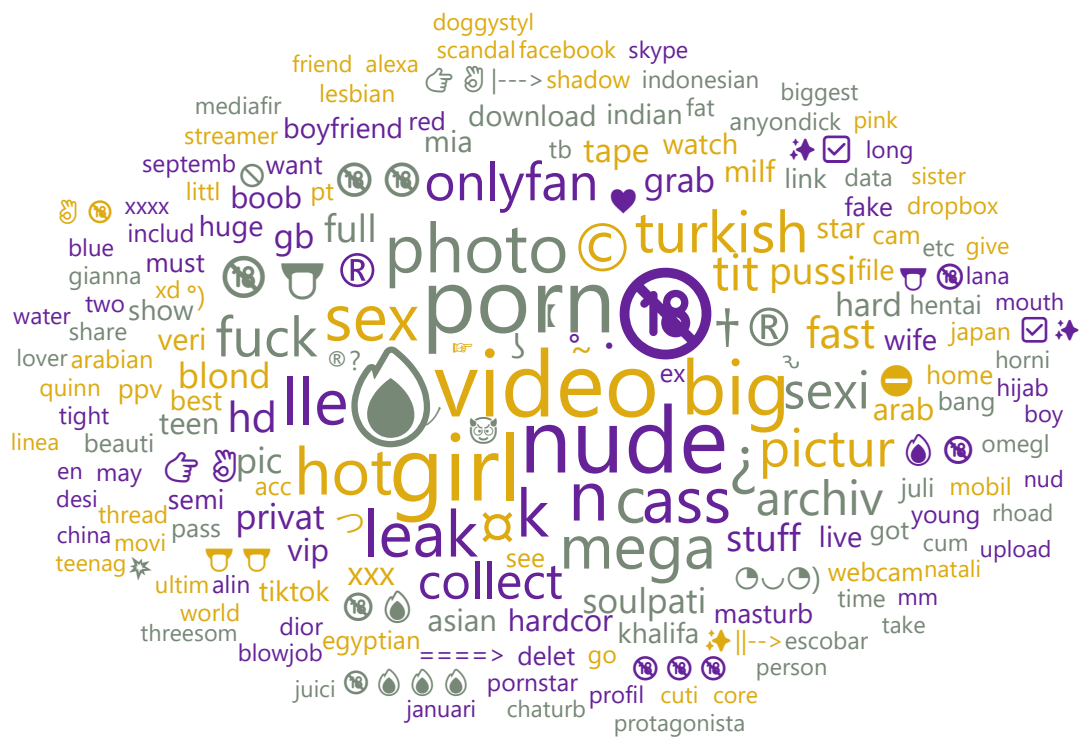 doggystyl
scandal facebook skype
friend alexa
👉 👌 |---> shadow indonesian
lesbian biggest
mediafir download indian fat
streamer boyfriend red mia anyondick pink
tb tape watch ✨ ☑ long
septemb 🚫 want 🔞 🔞 onlyfan ♥ grab milf link data sister
littl boob pt
👌 🔞 xxxx fake dropbox
includ huge gb full photo © turkish star cam
blue etc give
gianna must 🔞 ® porn 🔞 tit pussi file 🔞 lana
xd °)
water two show sex † ® hard hentai mouth
share veri fuck fast wife japan ☑ ✨
lover arabian ® ? 🔥 ☞ ~ horni
quinn ppv blond video ex big sexi ⛔ home hijab
best arab bang boy
tight teen hd lle nude
linea beauti girl ¿ pictur 🔥 🔞 omegl
en may 👉 👌 pic hot
desi semi acc n cass archiv juli mobil nud
thread pass privat つ leak ¤ k young rhoad
china movi mega stuff live got cum upload
teenag 💥 vip see
ultim alin tiktok xxx collect ◔◡◔) webcam natali
world 🔞 🔥 soulpati time mm
threesom dior asian hardcor khalifa masturb take
egyptian ✨ ||--> escobar
blowjob ====> delet go 🔞 🔞 🔞 person
juici 🔞 🔥 🔥 🔥 pornstar profil cuti core
januari chaturb
protagonista